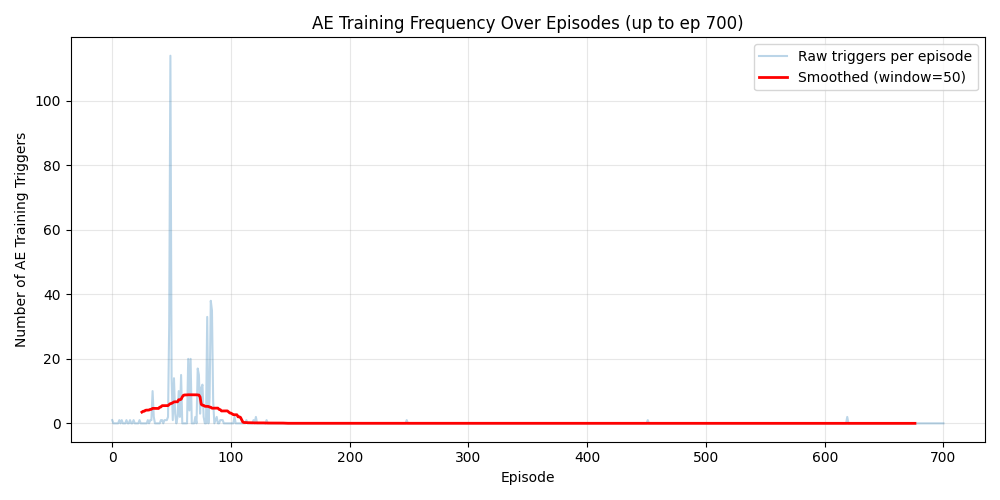 AE Training Frequency Over Episodes (up to ep 700)
Raw triggers per episode
Smoothed (window=50)
Number of AE Training Triggers
100
80
60
40
20
0
0 100 200 300 400 500 600 700
Episode